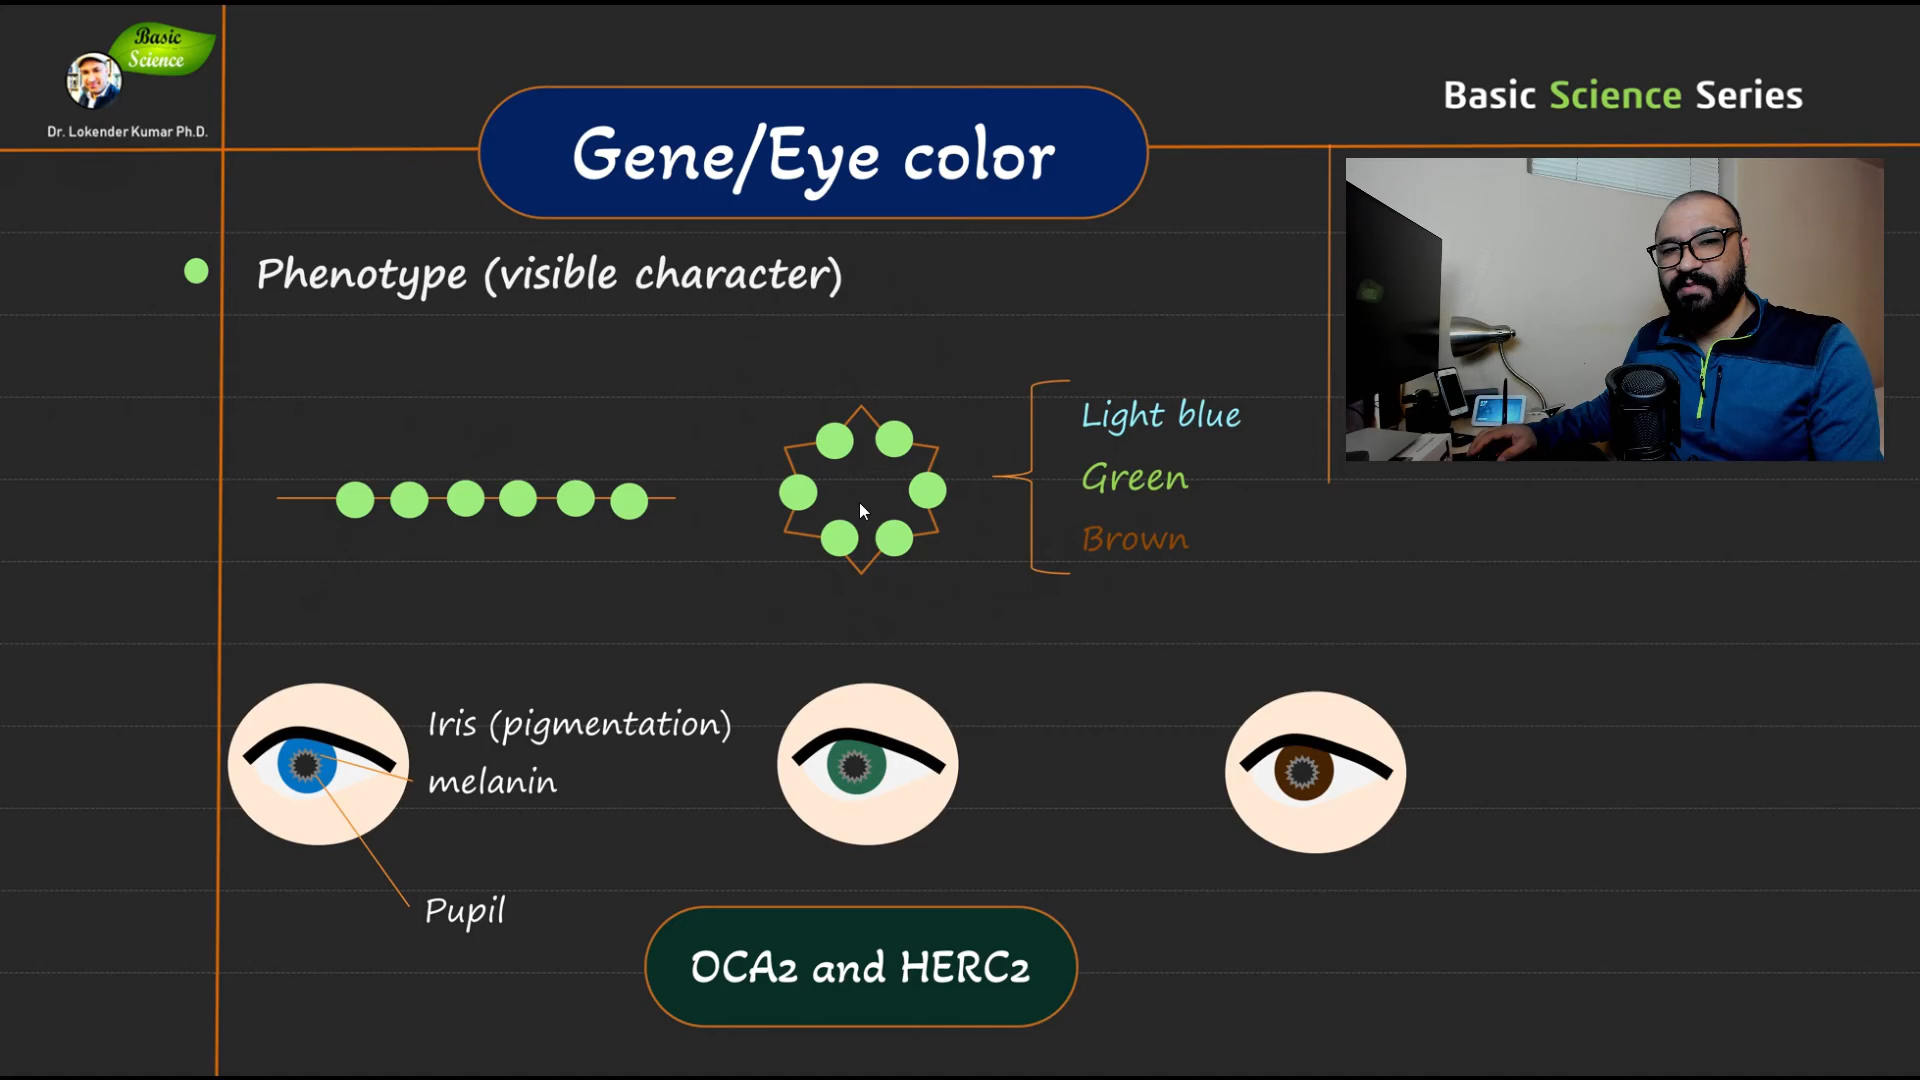 Basic
Science
Dr. Lokender Kumar Ph.D.
Basic Science Series
Gene/Eye color
Phenotype (visible character)
Light blue
Green
Brown
Iris (pigmentation)
melanin
Pupil
OCA2 and HERC2